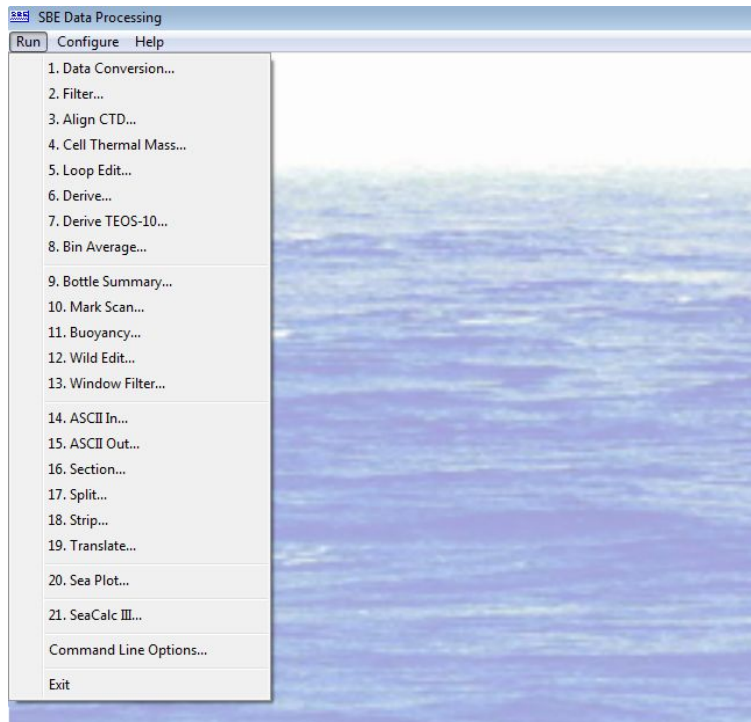 SBE SBE Data Processing
Run Configure Help
1. Data Conversion...
2. Filter...
3. Align CTD...
4. Cell Thermal Mass...
5. Loop Edit...
6. Derive...
7. Derive TEOS-10...
8. Bin Average...
9. Bottle Summary...
10. Mark Scan...
11. Buoyancy...
12. Wild Edit...
13. Window Filter...
14. ASCII In...
15. ASCII Out...
16. Section...
17. Split...
18. Strip...
19. Translate...
20. Sea Plot...
21. SeaCalc III...
Command Line Options...
Exit